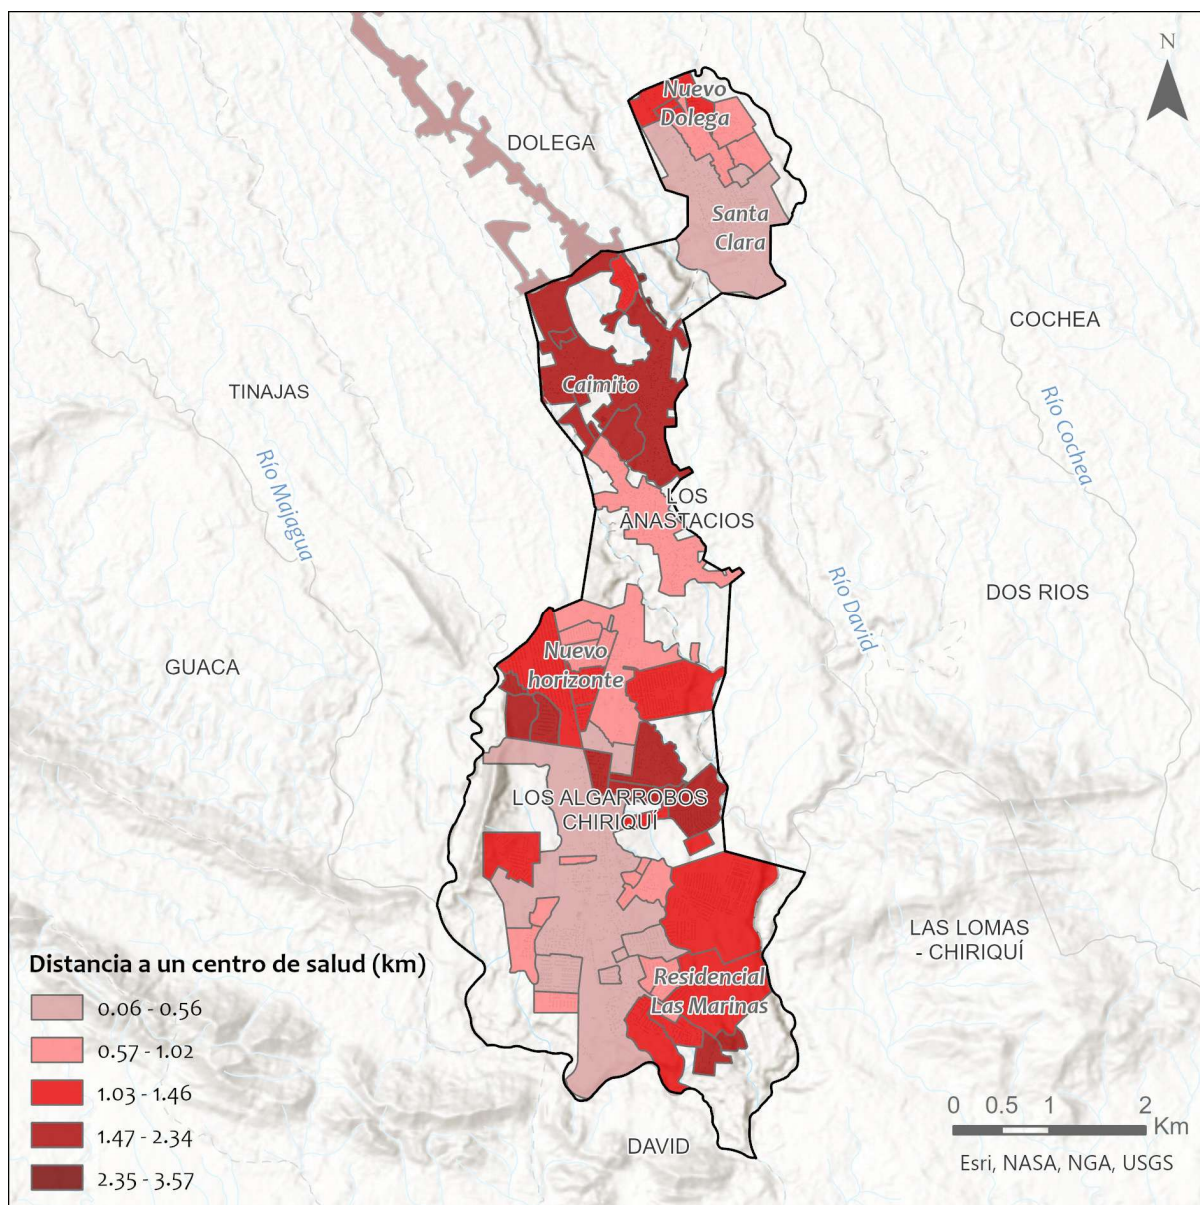 N
Nuevo
Dolega
DOLEGA
Santa
Clara
COCHEA
TINAJAS
Caimito
Río Cochea
Río Majagua
LOS
ANASTACIOS
Río David
DOS RIOS
GUACA
Nuevo
horizonte
LOS ALGARROBOS
CHIRIQUÍ
LAS LOMAS
- CHIRIQUÍ
Residencial
Las Marinas
DAVID
Distancia a un centro de salud (km)
0.06 - 0.56
0.57 - 1.02
1.03 - 1.46
1.47 - 2.34
2.35 - 3.57
0 0.5 1 2
Km
Esri, NASA, NGA, USGS